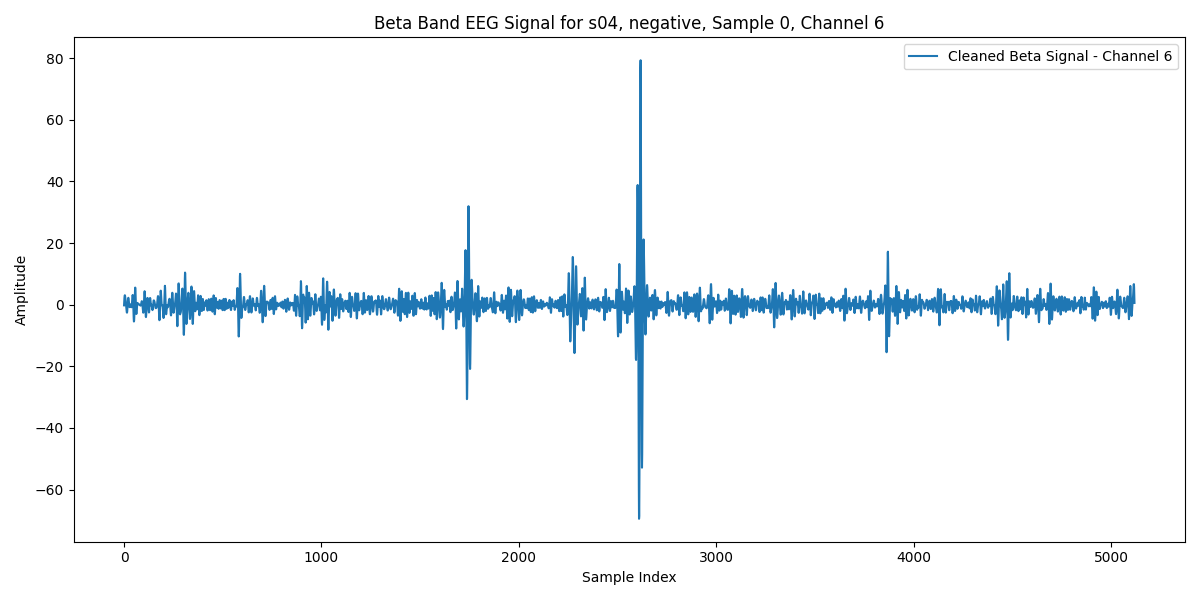 Beta Band EEG Signal for s04, negative, Sample 0, Channel 6
Cleaned Beta Signal - Channel 6
80
60
40
20
0
−20
−40
−60
Amplitude
0 1000 2000 3000 4000 5000
Sample Index